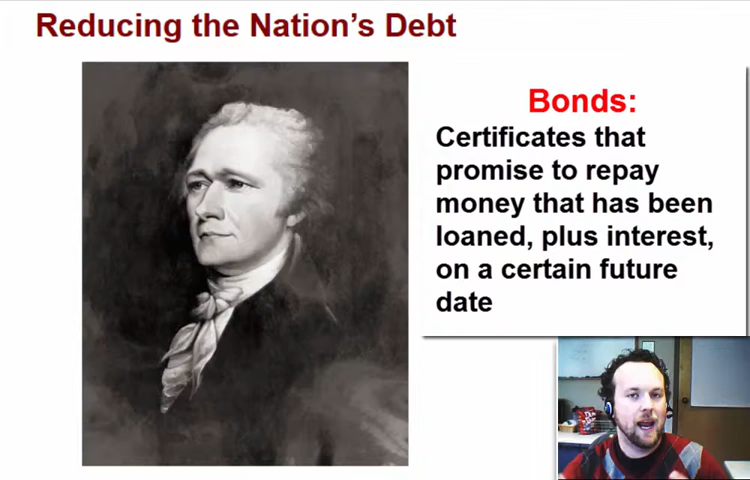 Reducing the Nation's Debt
Bonds:
Certificates that
promise to repay
money that has been
loaned, plus interest,
on a certain future
date